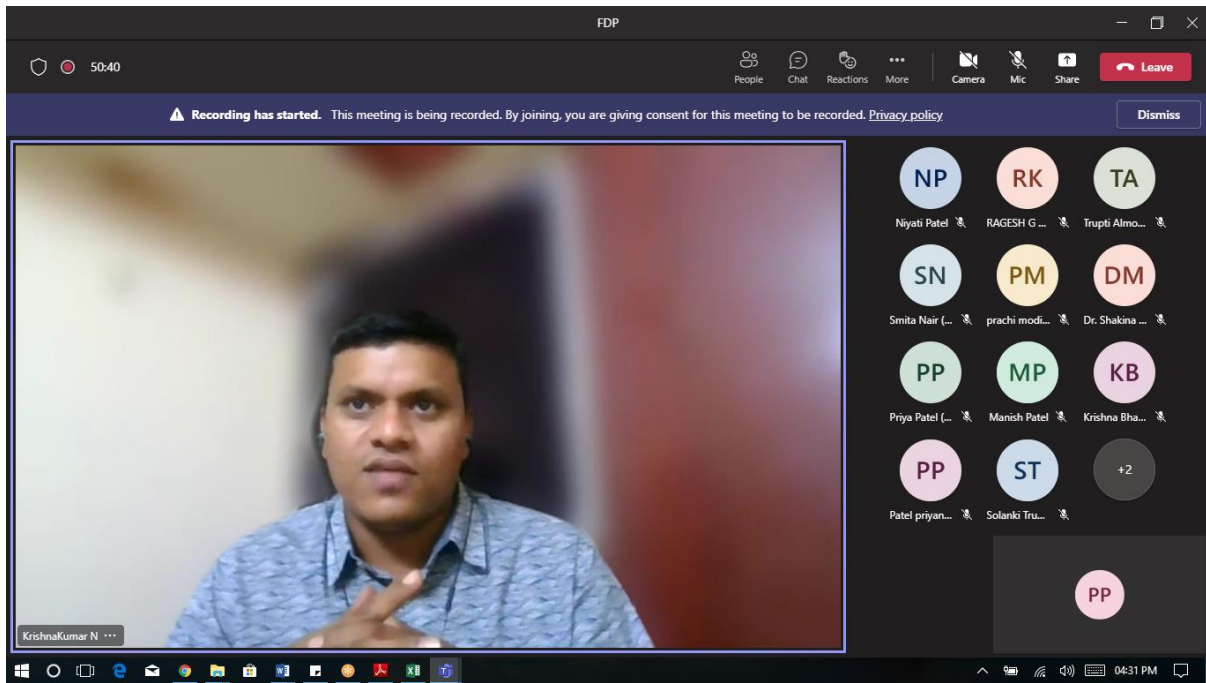 FDP
50:40
People
Chat
Reactions
More
Camera
Mic
Share
Leave
Recording has started. This meeting is being recorded. By joining, you are giving consent for this meeting to be recorded. Privacy policy
Dismiss
NP
RK
TA
Niyati Patel
RAGESH G ...
Trupti Almo...
SN
PM
DM
Smita Nair (...
prachi modi...
Dr. Shakina ...
PP
MP
KB
Priya Patel (...
Manish Patel
Krishna Bha...
PP
ST
+2
Patel priyan...
Solanki Tru...
PP
KrishnaKumar N ...
04:31 PM